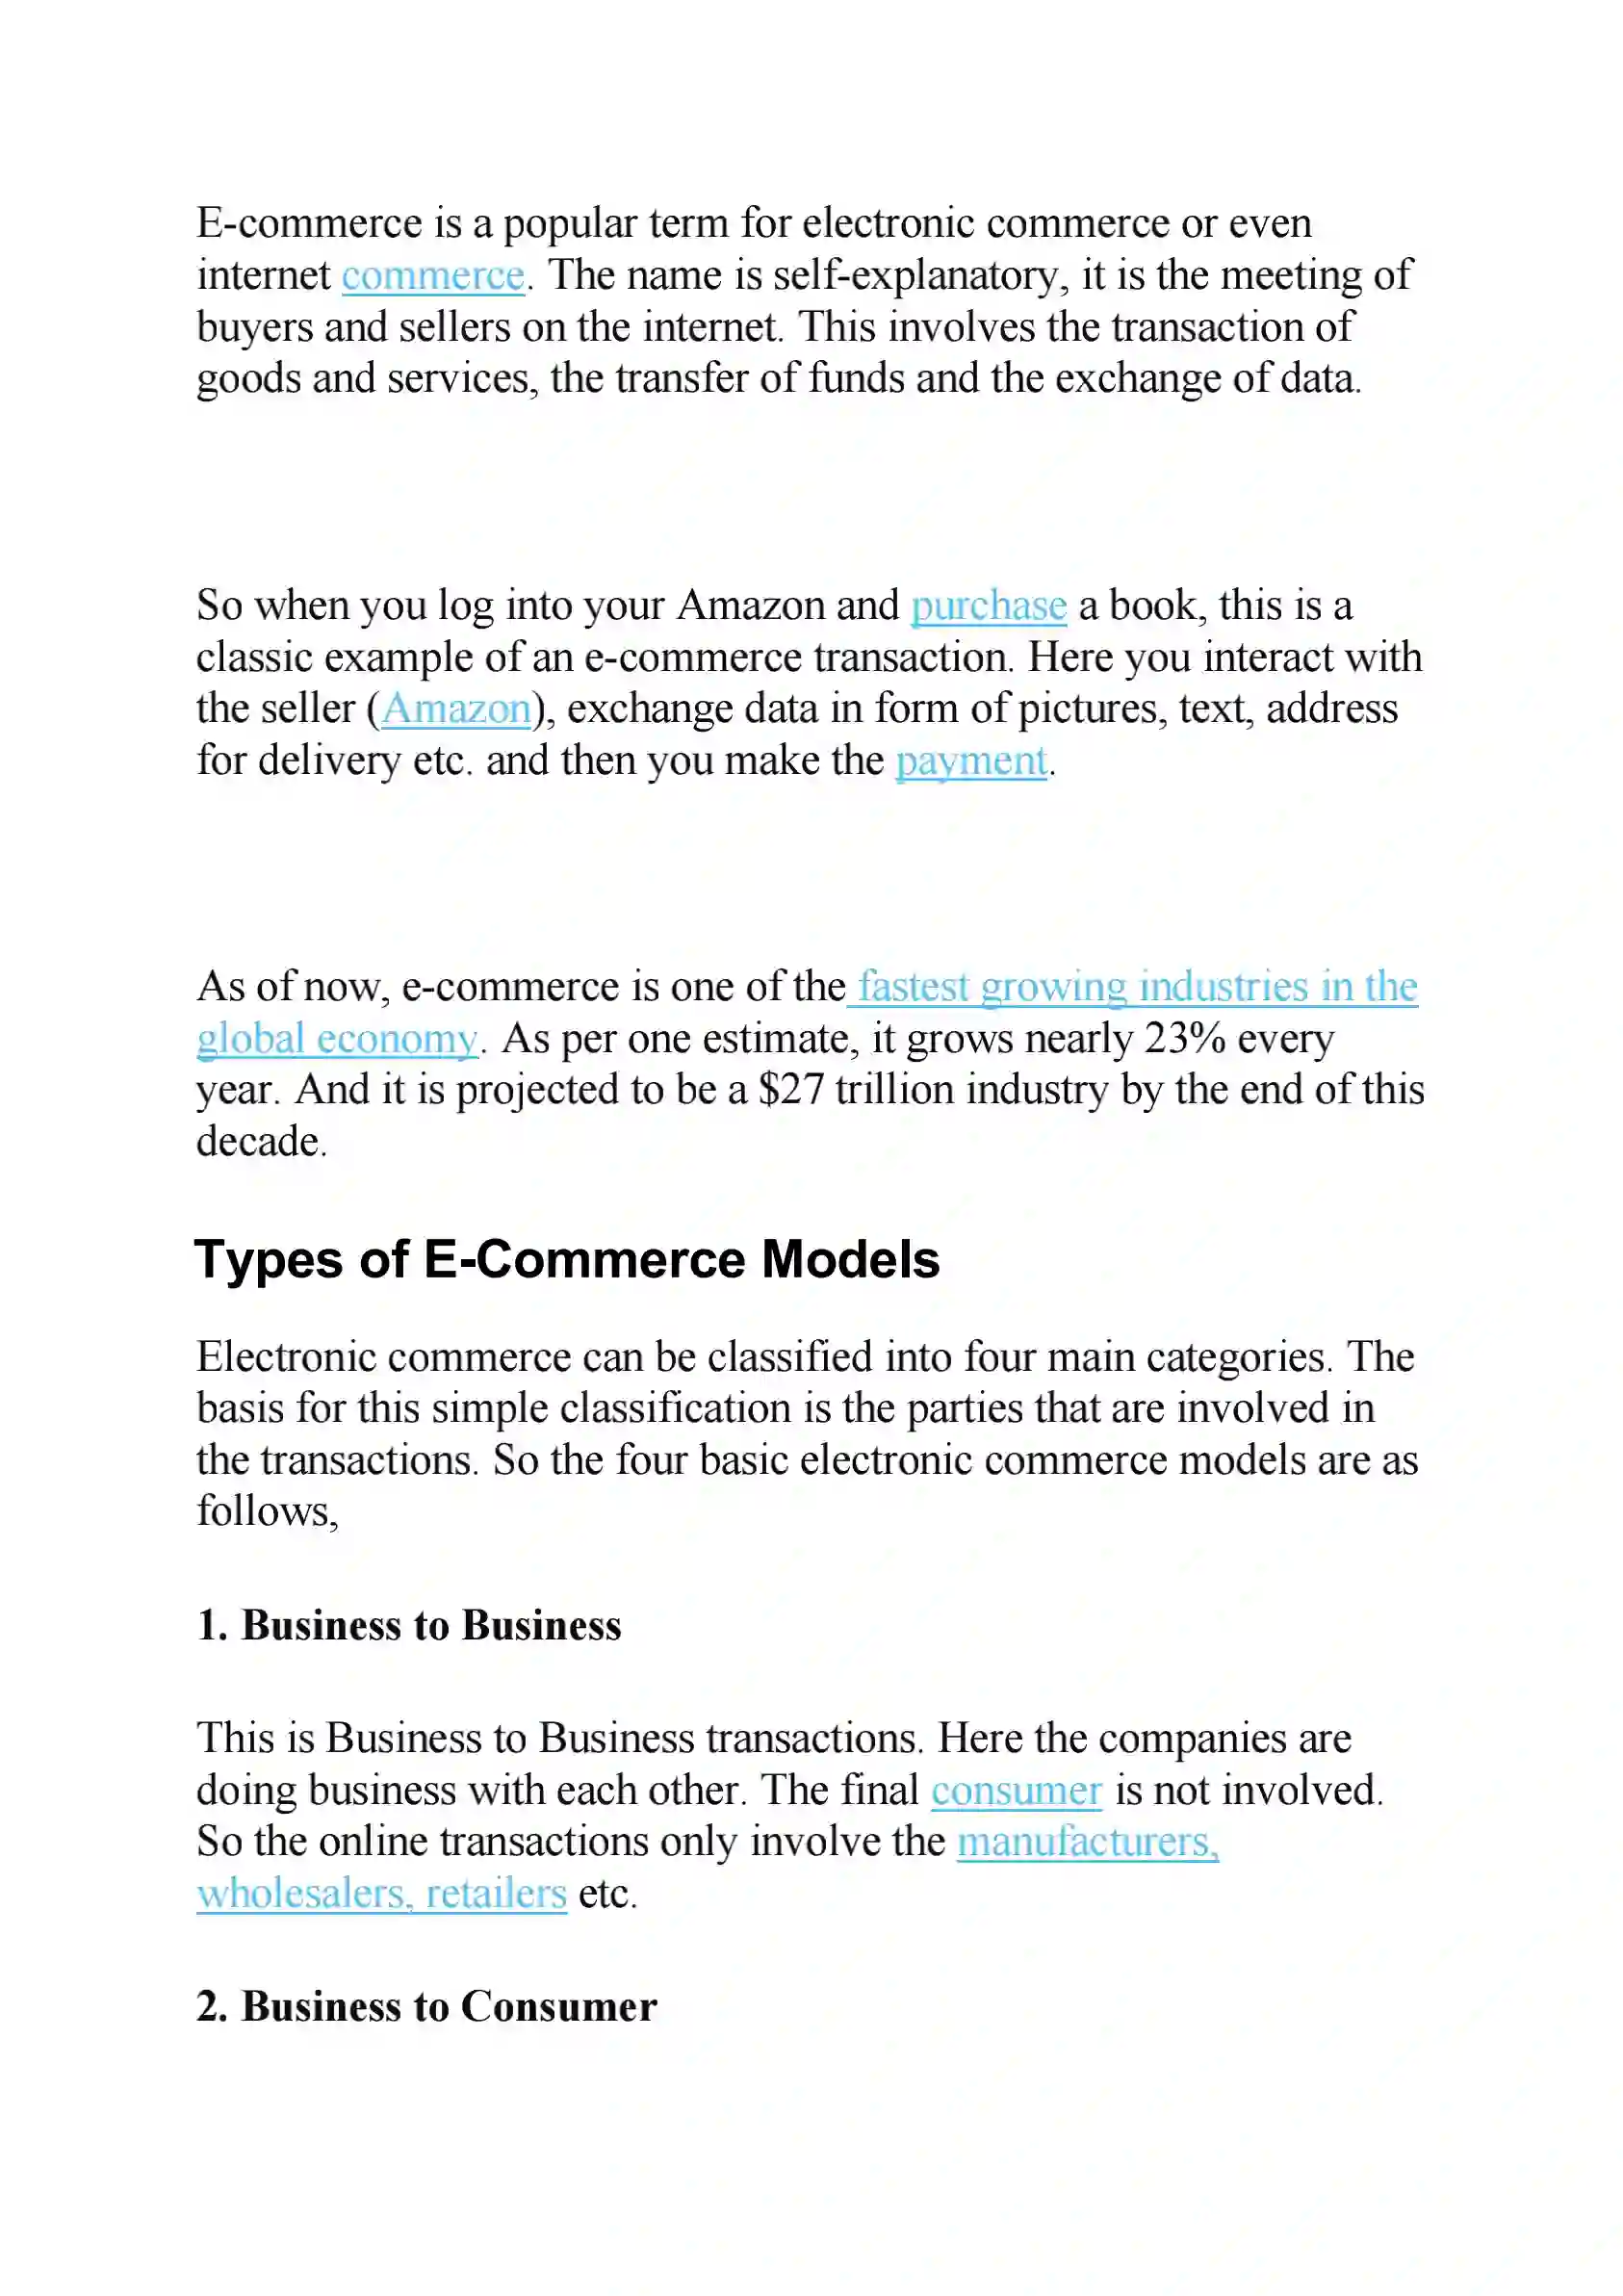 E-commerce is a popular term for electronic commerce or even
internet commerce. The name is self-explanatory, it is the meeting of
buyers and sellers on the internet. This involves the transaction of
goods and services, the transfer of funds and the exchange of data.
So when you log into your Amazon and purchase a book, this is a
classic example of an e-commerce transaction. Here you interact with
the seller (Amazon), exchange data in form of pictures, text, address
for delivery etc. and then you make the payment.
As of now, e-commerce is one of the fastest growing industries in the
global economy. As per one estimate, it grows nearly 23% every
year. And it is projected to be a $27 trillion industry by the end of this
decade.
Types of E-Commerce Models
Electronic commerce can be classified into four main categories. The
basis for this simple classification is the parties that are involved in
the transactions. So the four basic electronic commerce models are as
follows,
1. Business to Business
This is Business to Business transactions. Here the companies are
doing business with each other. The final consumer is not involved.
So the online transactions only involve the manufacturers,
wholesalers, retailers etc.
2. Business to Consumer